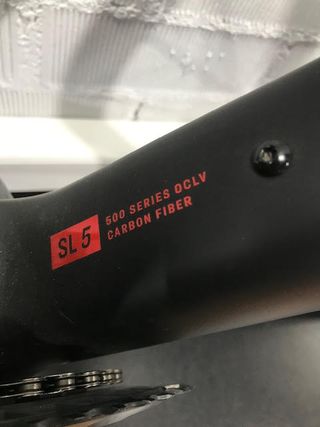 SL 5
500 SERIES OCLV
CARBON FIBER